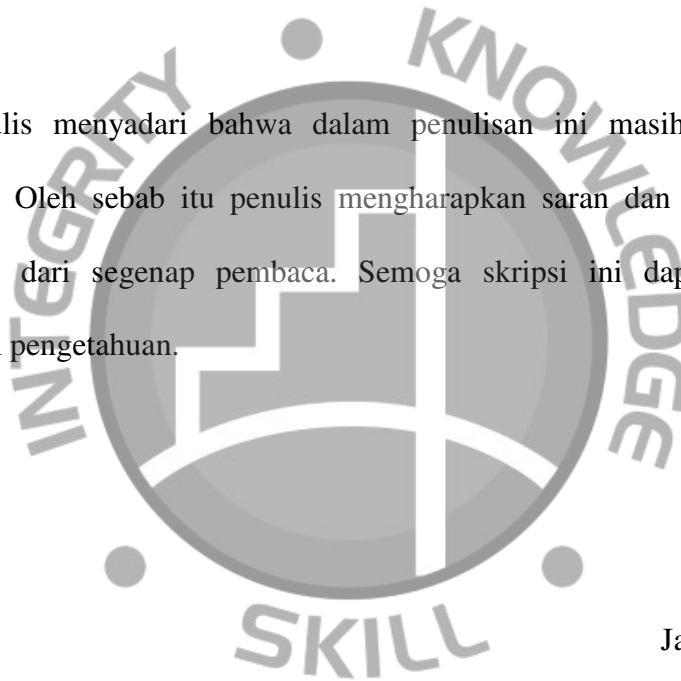 INTEGRITY
KNOWLEDGE
ulis menyadari bahwa dalam penulisan ini masih
Oleh sebab itu penulis mengharapkan saran dan
dari segenap pembaca. Semoga skripsi ini dap
pengetahuan.
SKILL
Ja